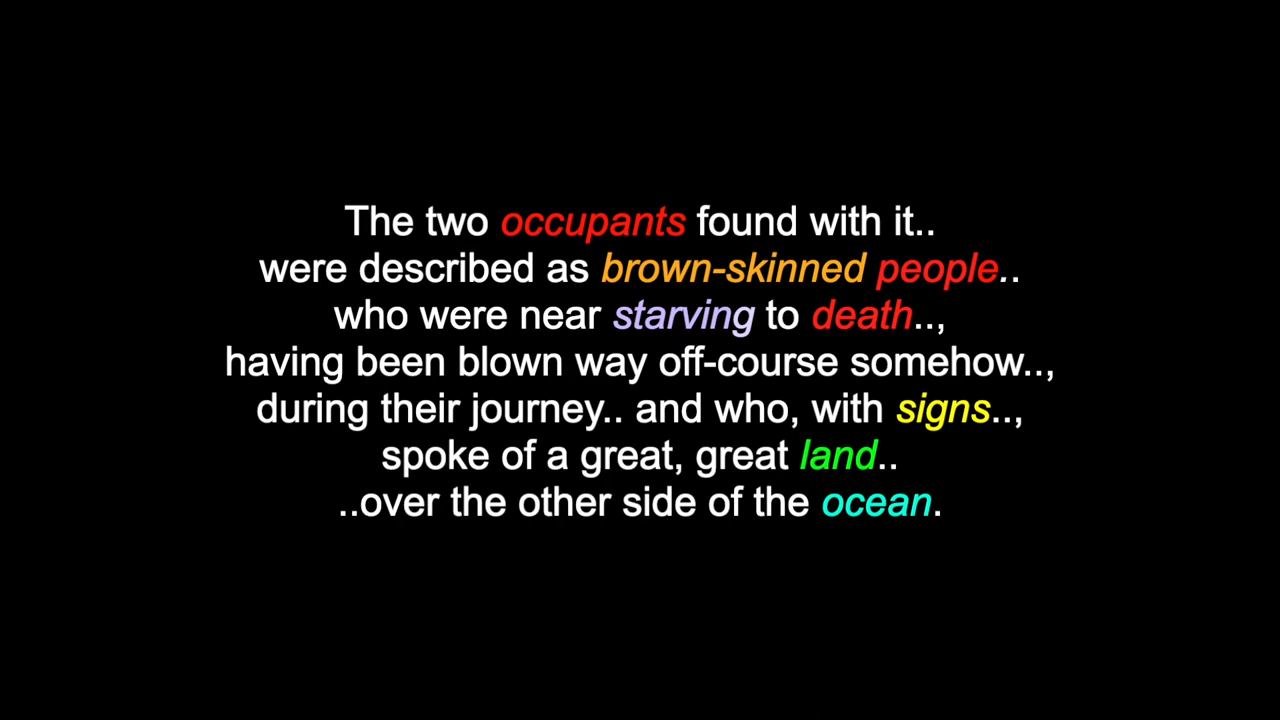 The two occupants found with it..
were described as brown-skinned people..
who were near starving to death..,
having been blown way off-course somehow..,
during their journey.. and who, with signs..,
spoke of a great, great land..
..over the other side of the ocean.